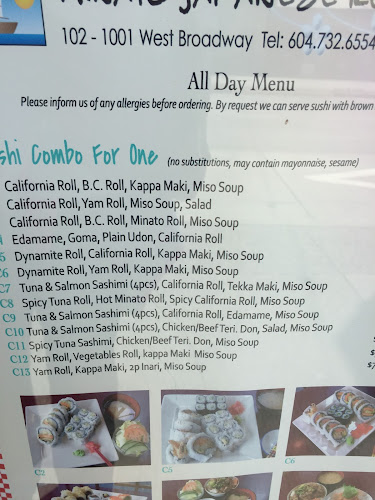 102 - 1001 West Broadway Tel: 604.732.6554
All Day Menu
Please inform us of any allergies before ordering. By request we can serve sushi with brown
shi Combo For One (no substitutions, may contain mayonnaise, sesame)
California Roll, B.C. Roll, Kappa Maki, Miso Soup
California Roll, Yam Roll, Miso Soup, Salad
California Roll, B.C. Roll, Minato Roll, Miso Soup
Edamame, Goma, Plain Udon, California Roll
5 Dynamite Roll, California Roll, Kappa Maki, Miso Soup
C6 Dynamite Roll, Yam Roll, Kappa Maki, Miso Soup
C7 Tuna & Salmon Sashimi (4pcs), California Roll, Tekka Maki, Miso Soup
C8 Spicy Tuna Roll, Hot Minato Roll, Spicy California Roll, Miso Soup
C9 Tuna & Salmon Sashimi (4pcs), California Roll, Edamame, Miso Soup
C10 Tuna & Salmon Sashimi (4pcs), Chicken/Beef Teri. Don, Salad, Miso Soup
C11 Spicy Tuna Sashimi, Chicken/Beef Teri. Don, Miso Soup
C12 Yam Roll, Vegetables Roll, kappa Maki Miso Soup
C13 Yam Roll, Kappa Maki, 2p Inari, Miso Soup
C2 C5 C6